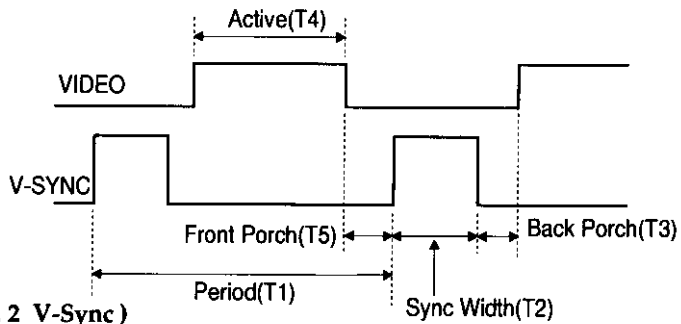 Active(T4)
VIDEO
V-SYNC
Front Porch(T5)
Back Porch(T3)
Period(T1)
Sync Width(T2)
2 V-Sync)